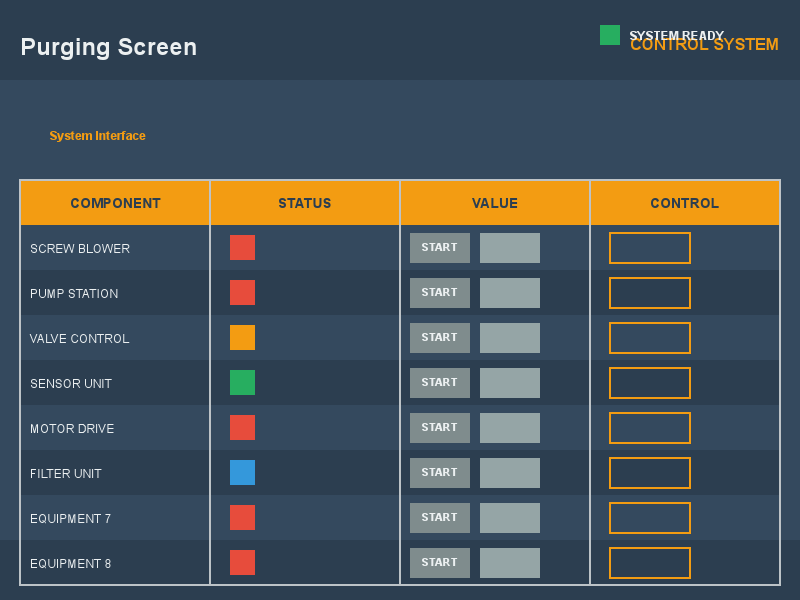 Purging Screen
SYSTEM READY
CONTROL SYSTEM
System Interface
COMPONENT STATUS VALUE CONTROL
SCREW BLOWER START
PUMP STATION START
VALVE CONTROL START
SENSOR UNIT START
MOTOR DRIVE START
FILTER UNIT START
EQUIPMENT 7 START
EQUIPMENT 8 START